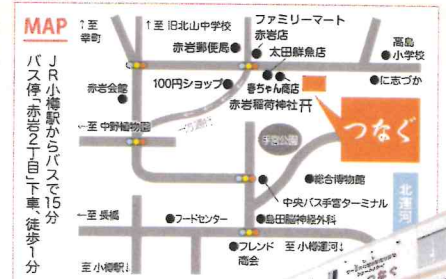 MAP
JR小樽駅からバスで15分
バス停「赤岩2丁目」下車、徒歩1分
↑至
幸町
↑至 旧北山中学校
ファミリーマート
赤岩店
赤岩郵便局
太田鮮魚店
高島
小学校
赤岩会館
100円ショップ
春ちゃん商店
に志づか
赤岩稲荷神社
つなぐ
←至 中野植物園
一方通行
手宮公園
総合博物館
北運河
中央バス手宮ターミナル
←至 長橋
フードセンター
島田脳神経外科
フレンド
商会
至 小樽運河↓
至 小樽駅↓